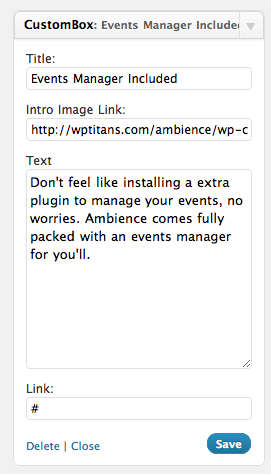 CustomBox: Events Manager Included
Title:
Events Manager Included
Intro Image Link:
http://wptitans.com/ambience/wp-c
Text
Don't feel like installing a extra
plugin to manage your events, no
worries. Ambience comes fully
packed with an events manager
for you'll.
Link:
#
Delete | Close
Save